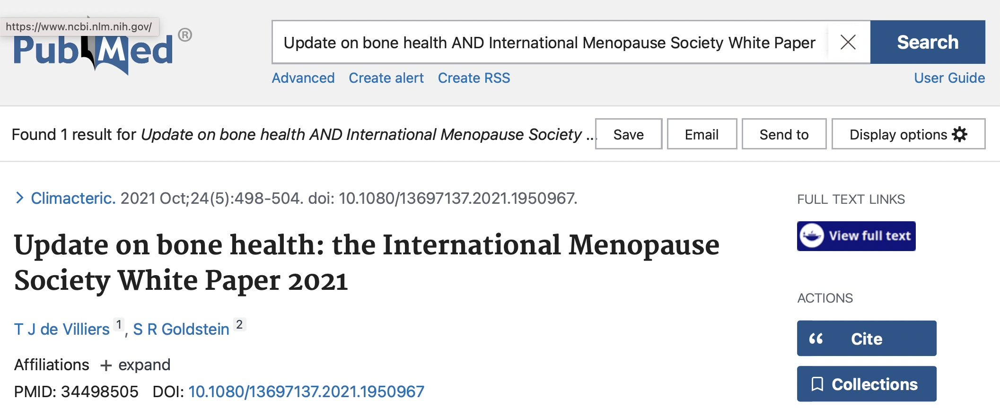 https://www.ncbi.nlm.nih.gov/
PubMed®
Update on bone health AND International Menopause Society White Paper
Search
Advanced Create alert Create RSS
User Guide
Found 1 result for Update on bone health AND International Menopause Society ...
Save
Email
Send to
Display options
Climacteric. 2021 Oct;24(5):498-504. doi: 10.1080/13697137.2021.1950967.
Update on bone health: the International Menopause
Society White Paper 2021
T J de Villiers 1, S R Goldstein 2
Affiliations + expand
PMID: 34498505 DOI: 10.1080/13697137.2021.1950967
FULL TEXT LINKS
View full text
ACTIONS
Cite
Collections